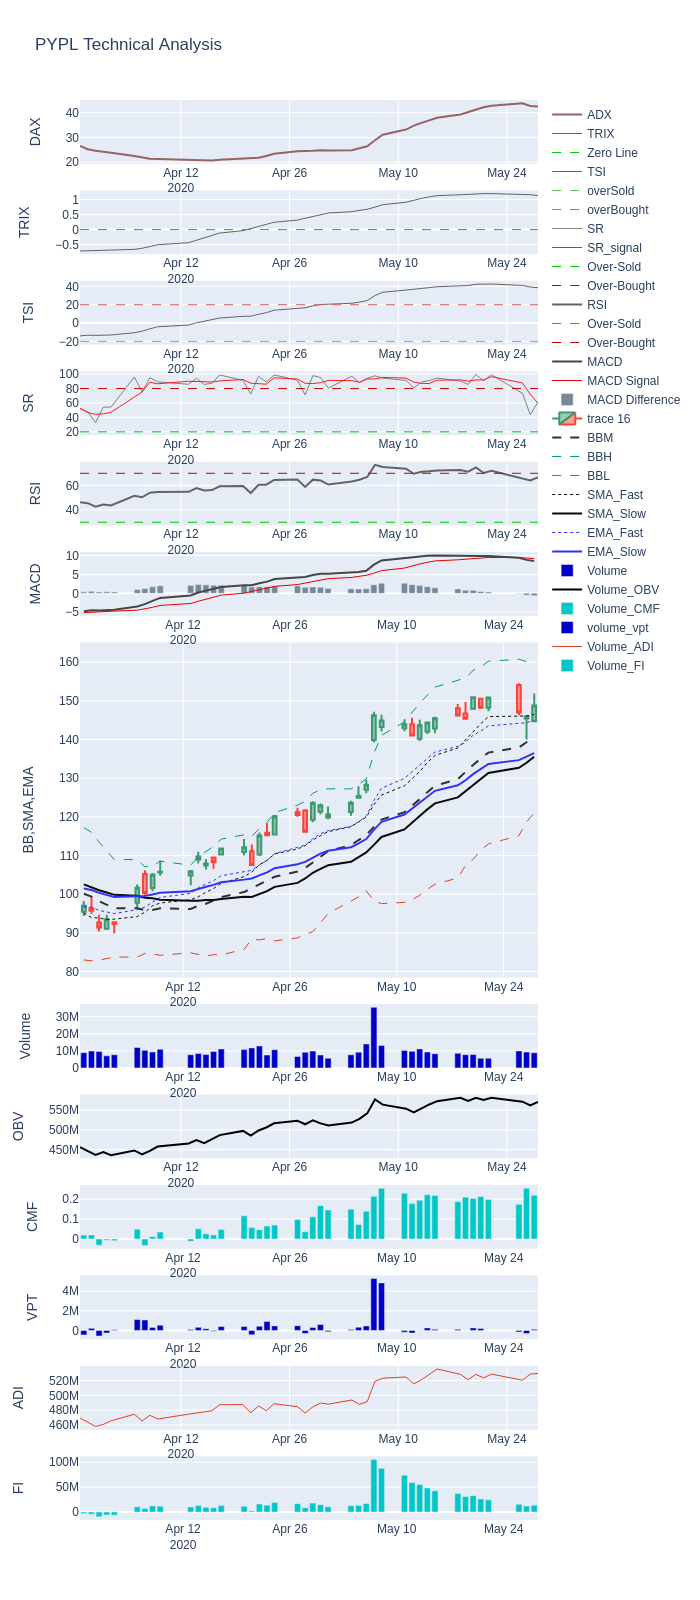 PYPL Technical Analysis
DAX
40
30
20
Apr 12
2020
Apr 26
May 10
May 24
TRIX
1
0.5
0
−0.5
Apr 12
2020
Apr 26
May 10
May 24
TSI
40
20
0
−20
Apr 12
2020
Apr 26
May 10
May 24
SR
100
80
60
40
20
Apr 12
2020
Apr 26
May 10
May 24
RSI
60
40
Apr 12
2020
Apr 26
May 10
May 24
MACD
10
5
0
−5
Apr 12
2020
Apr 26
May 10
May 24
BB,SMA,EMA
160
150
140
130
120
110
100
90
80
Apr 12
2020
Apr 26
May 10
May 24
Volume
30M
20M
10M
0
Apr 12
2020
Apr 26
May 10
May 24
OBV
550M
500M
450M
Apr 12
2020
Apr 26
May 10
May 24
CMF
0.2
0.1
0
Apr 12
2020
Apr 26
May 10
May 24
VPT
4M
2M
0
Apr 12
2020
Apr 26
May 10
May 24
ADI
520M
500M
480M
460M
Apr 12
2020
Apr 26
May 10
May 24
FI
100M
50M
0
Apr 12
2020
Apr 26
May 10
May 24
ADX
TRIX
Zero Line
TSI
overSold
overBought
SR
SR_signal
Over-Sold
Over-Bought
RSI
Over-Sold
Over-Bought
MACD
MACD Signal
MACD Difference
trace 16
BBM
BBH
BBL
SMA_Fast
SMA_Slow
EMA_Fast
EMA_Slow
Volume
Volume_OBV
Volume_CMF
volume_vpt
Volume_ADI
Volume_FI